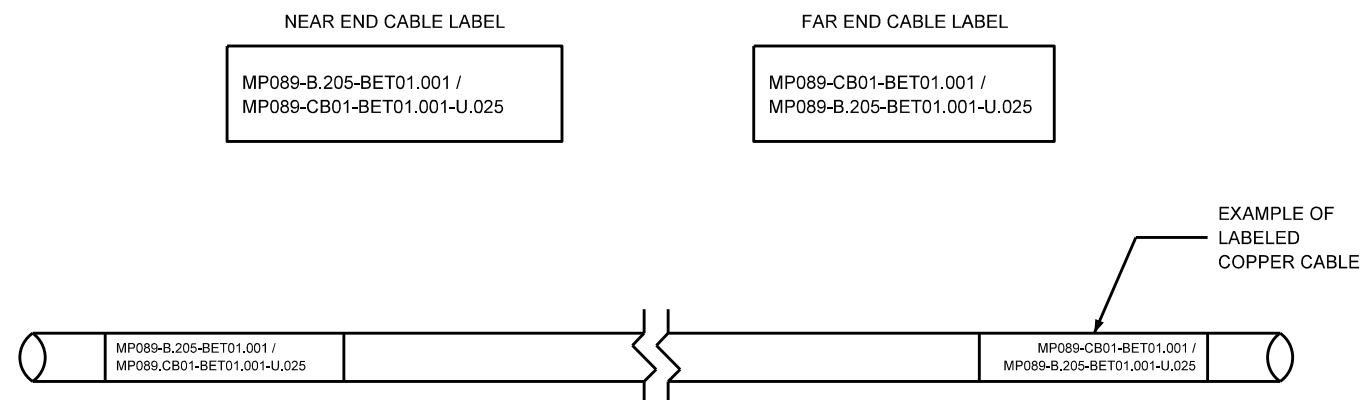 NEAR END CABLE LABEL
FAR END CABLE LABEL
MP089-B.205-BET01.001 /
MP089-CB01-BET01.001-U.025
MP089-CB01-BET01.001 /
MP089-B.205-BET01.001-U.025
EXAMPLE OF
LABELED
COPPER CABLE
MP089-B.205-BET01.001 /
MP089.CB01-BET01.001-U.025
MP089-CB01-BET01.001 /
MP089-B.205-BET01.001-U.025